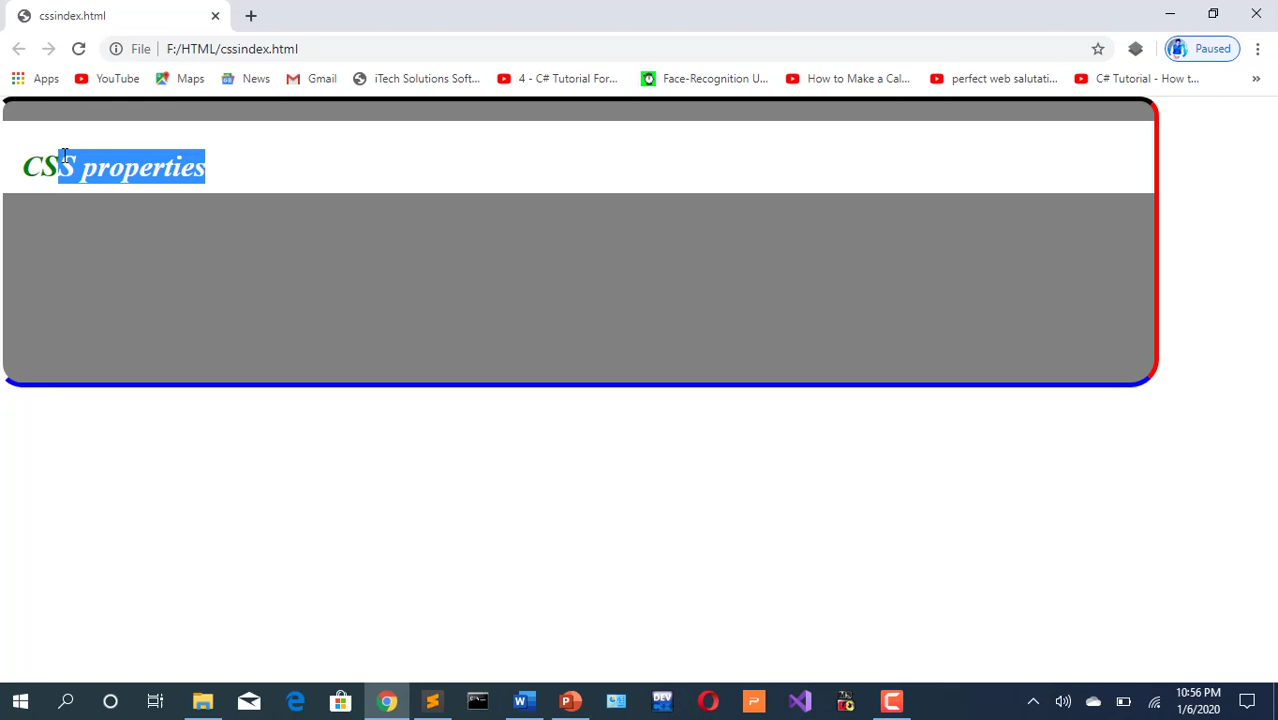 cssindex.html
File F:/HTML/cssindex.html Paused
Apps YouTube Maps News Gmail iTech Solutions Soft... 4 - C# Tutorial For... Face-Recognition U... How to Make a Cal... perfect web salutati... C# Tutorial - How t...
CSS properties
DEV
10:56 PM
1/6/2020